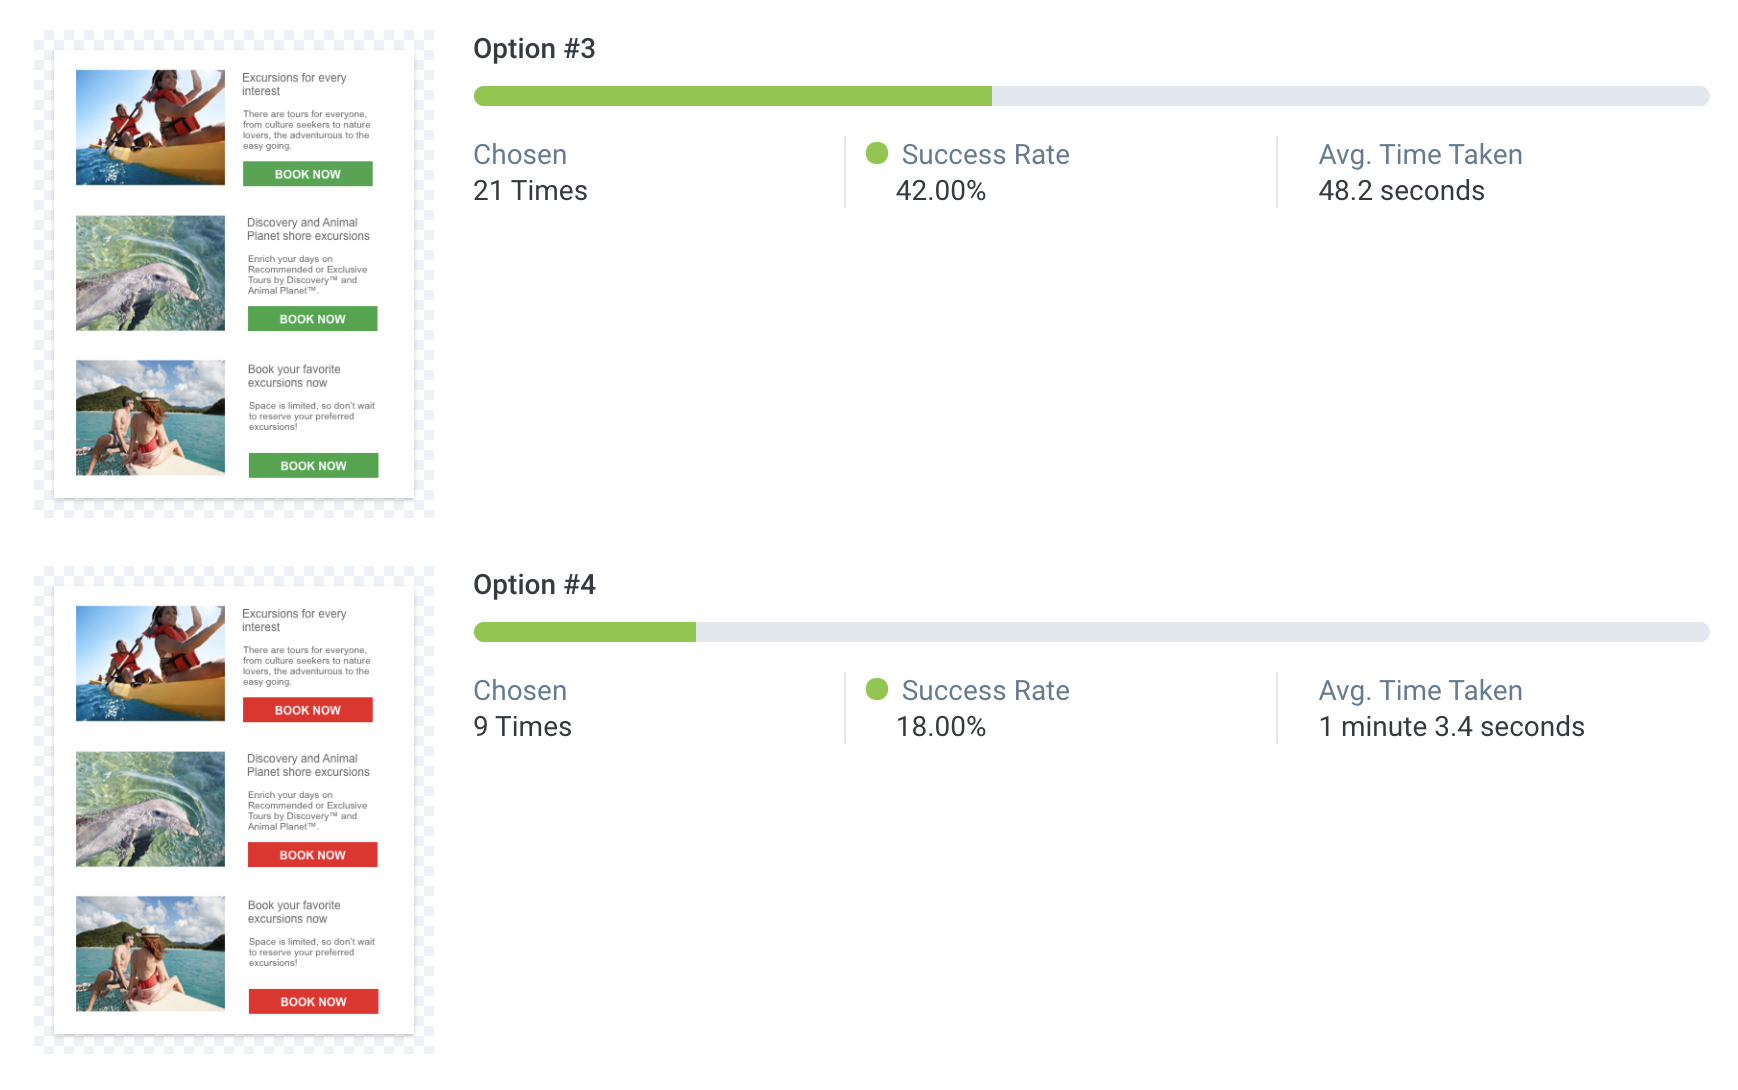 Excursions for every
interest
There are tours for everyone,
from culture seekers to nature
lovers, the adventurous to the
easy going.
BOOK NOW
Discovery and Animal
Planet shore excursions
Enrich your days on
Recommended or Exclusive
Tours by Discovery™ and
Animal Planet™.
BOOK NOW
Book your favorite
excursions now
Space is limited, so don't wait
to reserve your preferred
excursions!
BOOK NOW
Option #3
Chosen
21 Times
Success Rate
42.00%
Avg. Time Taken
48.2 seconds
Excursions for every
interest
There are tours for everyone,
from culture seekers to nature
lovers, the adventurous to the
easy going.
BOOK NOW
Discovery and Animal
Planet shore excursions
Enrich your days on
Recommended or Exclusive
Tours by Discovery™ and
Animal Planet™.
BOOK NOW
Book your favorite
excursions now
Space is limited, so don't wait
to reserve your preferred
excursions!
BOOK NOW
Option #4
Chosen
9 Times
Success Rate
18.00%
Avg. Time Taken
1 minute 3.4 seconds